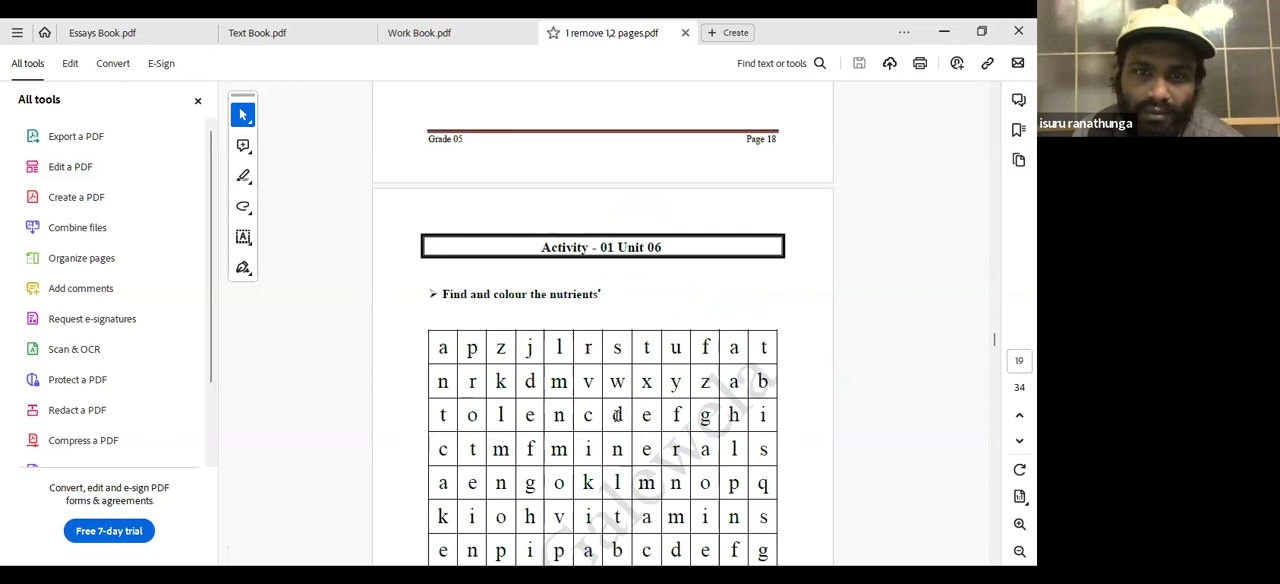 Essays Book.pdf
Text Book.pdf
Work Book.pdf
1 remove 1,2 pages.pdf
+ Create
All tools
Edit
Convert
E-Sign
Find text or tools
All tools
Export a PDF
Edit a PDF
Create a PDF
Combine files
Organize pages
Add comments
Request e-signatures
Scan & OCR
Protect a PDF
Redact a PDF
Compress a PDF
Convert, edit and e-sign PDF
forms & agreements.
Free 7-day trial
Grade 05 Page 18
Activity - 01 Unit 06
➢ Find and colour the nutrients'
a p z j l r s t u f a t
n r k d m v w x y z a b
t o l e n c d e f g h i
c t m f m i n e r a l s
a e n g o k l m n o p q
k i o h v i t a m i n s
e n p i p a b c d e f g
Galewela
19
34
isuru ranathunga